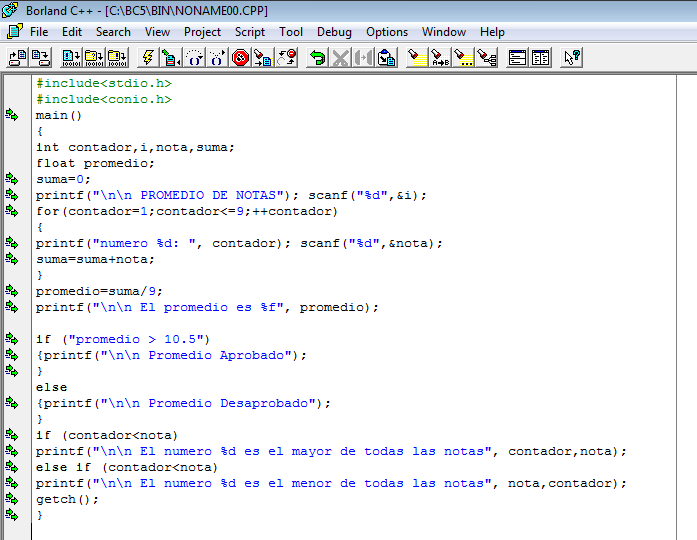 Borland C++ - [C:\BC5\BIN\NONAME00.CPP]
File Edit Search View Project Script Tool Debug Options Window Help
#include<stdio.h>
#include<conio.h>
main()
{
int contador,i,nota,suma;
float promedio;
suma=0;
printf("\n\n PROMEDIO DE NOTAS"); scanf("%d",&i);
for(contador=1;contador<=9;++contador)
{
printf("numero %d: ", contador); scanf("%d",&nota);
suma=suma+nota;
}
promedio=suma/9;
printf("\n\n El promedio es %f", promedio);
if ("promedio > 10.5")
{printf("\n\n Promedio Aprobado");
}
else
{printf("\n\n Promedio Desaprobado");
}
if (contador<nota)
printf("\n\n El numero %d es el mayor de todas las notas", contador,nota);
else if (contador<nota)
printf("\n\n El numero %d es el menor de todas las notas", nota,contador);
getch();
}